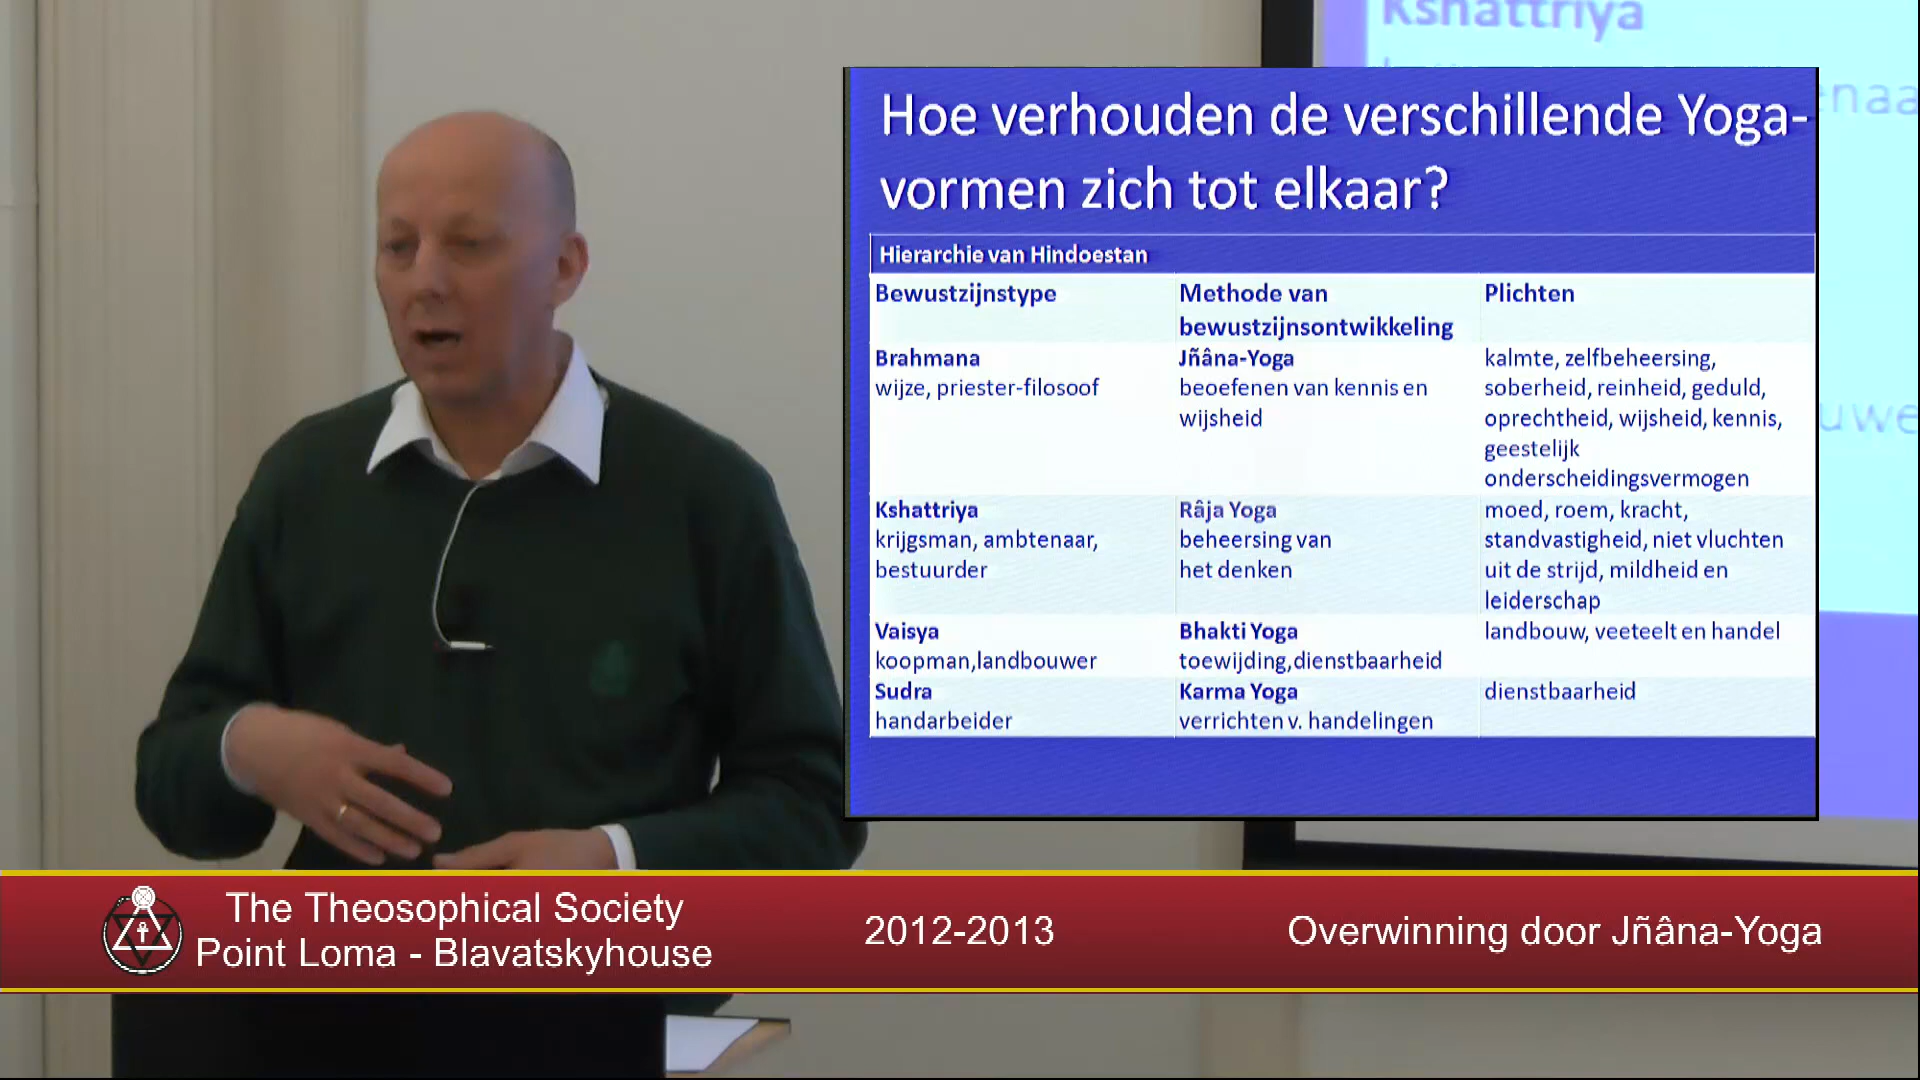 Kshattriya
Hoe verhouden de verschillende Yoga-
vormen zich tot elkaar?
Hierarchie van Hindoestan
Bewustzijnstype
Methode van
bewustzijnsontwikkeling
Plichten
Brahmana
wijze, priester-filosoof
Jñâna-Yoga
beoefenen van kennis en
wijsheid
kalmte, zelfbeheersing,
soberheid, reinheid, geduld,
oprechtheid, wijsheid, kennis,
geestelijk
onderscheidingsvermogen
Kshattriya
krijgsman, ambtenaar,
bestuurder
Râja Yoga
beheersing van
het denken
moed, roem, kracht,
standvastigheid, niet vluchten
uit de strijd, mildheid en
leiderschap
Vaisya
koopman,landbouwer
Bhakti Yoga
toewijding,dienstbaarheid
landbouw, veeteelt en handel
Sudra
handarbeider
Karma Yoga
verrichten v. handelingen
dienstbaarheid
The Theosophical Society
Point Loma - Blavatskyhouse
2012-2013
Overwinning door Jñâna-Yoga